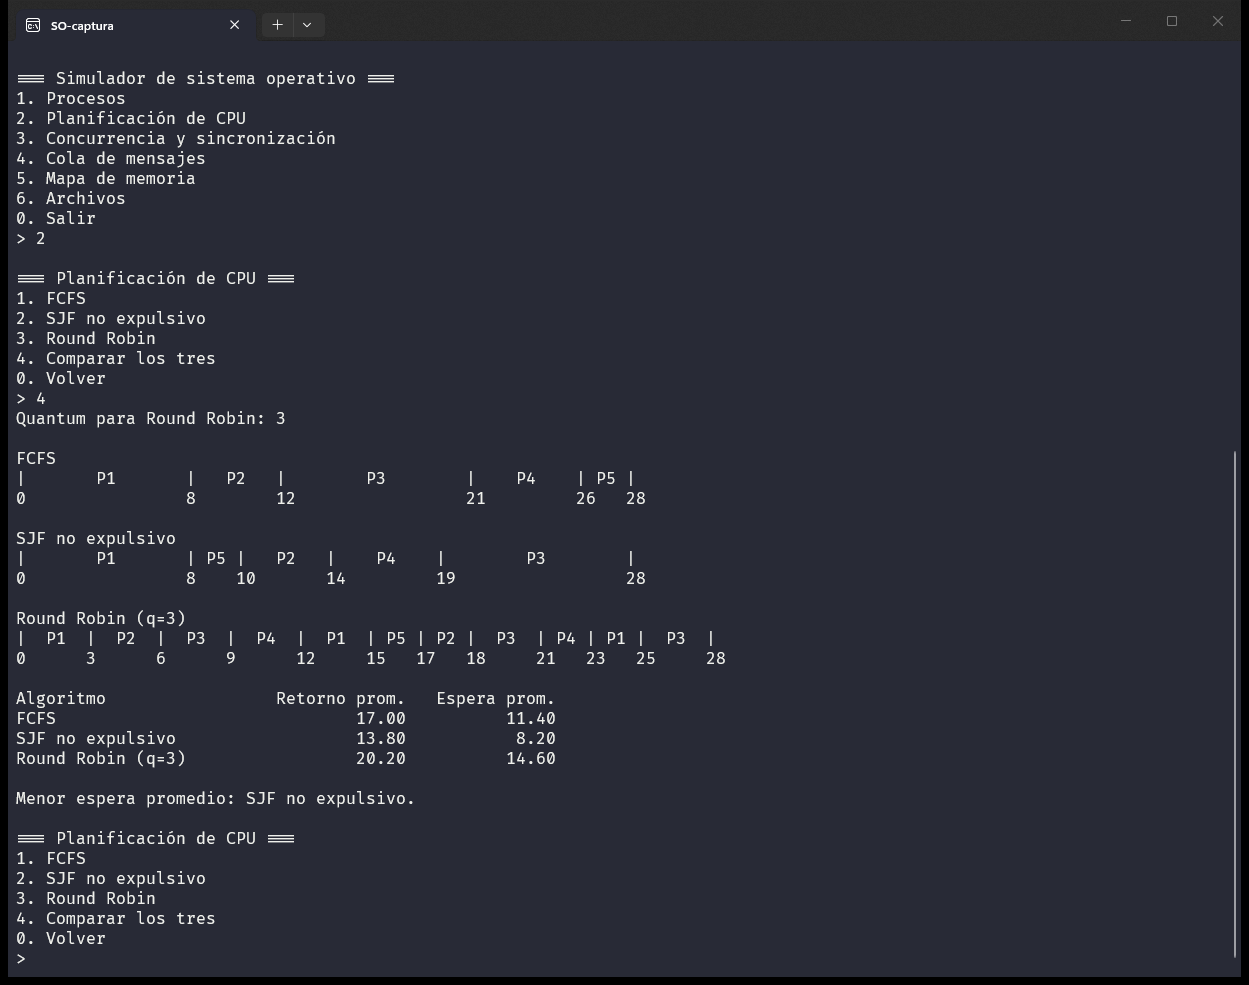 SO-captura
=== Simulador de sistema operativo ===
1. Procesos
2. Planificación de CPU
3. Concurrencia y sincronización
4. Cola de mensajes
5. Mapa de memoria
6. Archivos
0. Salir
> 2
=== Planificación de CPU ===
1. FCFS
2. SJF no expulsivo
3. Round Robin
4. Comparar los tres
0. Volver
> 4
Quantum para Round Robin: 3
FCFS
|       P1       |   P2   |        P3         |    P4     | P5 |
0                8        12                 21         26   28
SJF no expulsivo
|       P1       | P5 |   P2   |    P4    |        P3         |
0                8    10       14         19                 28
Round Robin (q=3)
|  P1  |  P2  |  P3  |  P4  |  P1  | P5 | P2 |  P3  | P4 | P1 |  P3  |
0      3      6      9      12     15   17   18     21   23   25     28
Algoritmo                 Retorno prom.   Espera prom.
FCFS                              17.00          11.40
SJF no expulsivo                  13.80           8.20
Round Robin (q=3)                 20.20          14.60
Menor espera promedio: SJF no expulsivo.
=== Planificación de CPU ===
1. FCFS
2. SJF no expulsivo
3. Round Robin
4. Comparar los tres
0. Volver
>